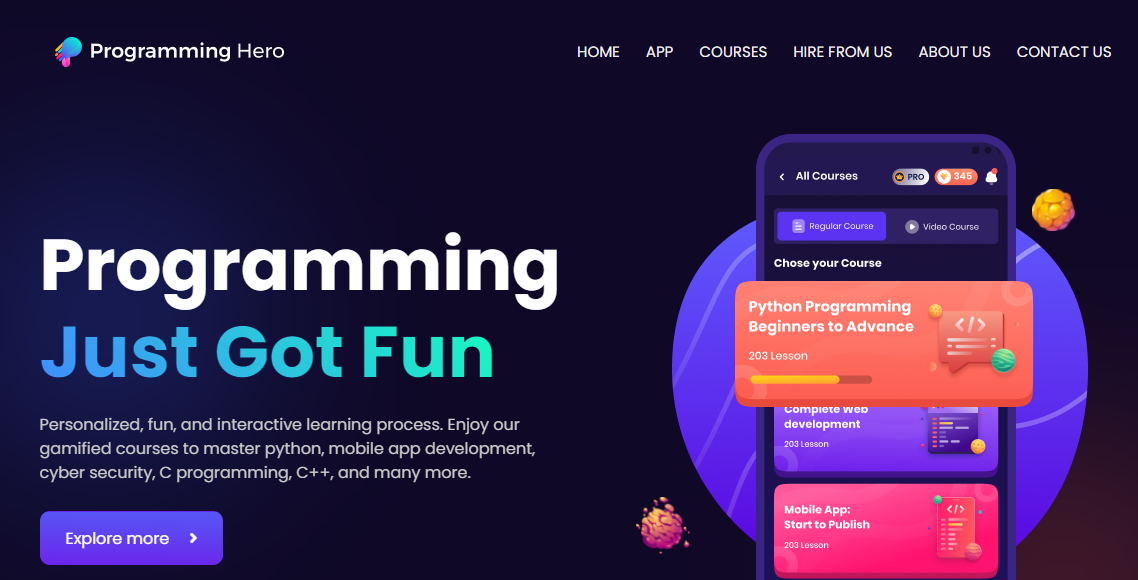 Programming Hero
HOME APP COURSES HIRE FROM US ABOUT US CONTACT US
Programming
Just Got Fun
Personalized, fun, and interactive learning process. Enjoy our
gamified courses to master python, mobile app development,
cyber security, C programming, C++, and many more.
Explore more
All Courses PRO 345
Regular Course Video Course
Chose your Course
Python Programming
Beginners to Advance
203 Lesson
Complete Web
development
203 Lesson
Mobile App:
Start to Publish
203 Lesson